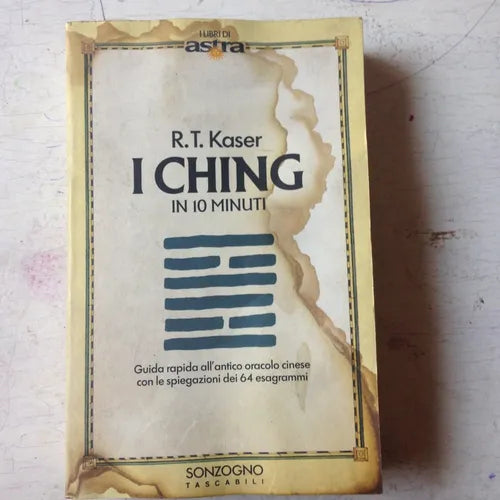 I LIBRI DI
astra
R.T. Kaser
I CHING
IN 10 MINUTI
Guida rapida all'antico oracolo cinese
con le spiegazioni dei 64 esagrammi
SONZOGNO
TASCABILI